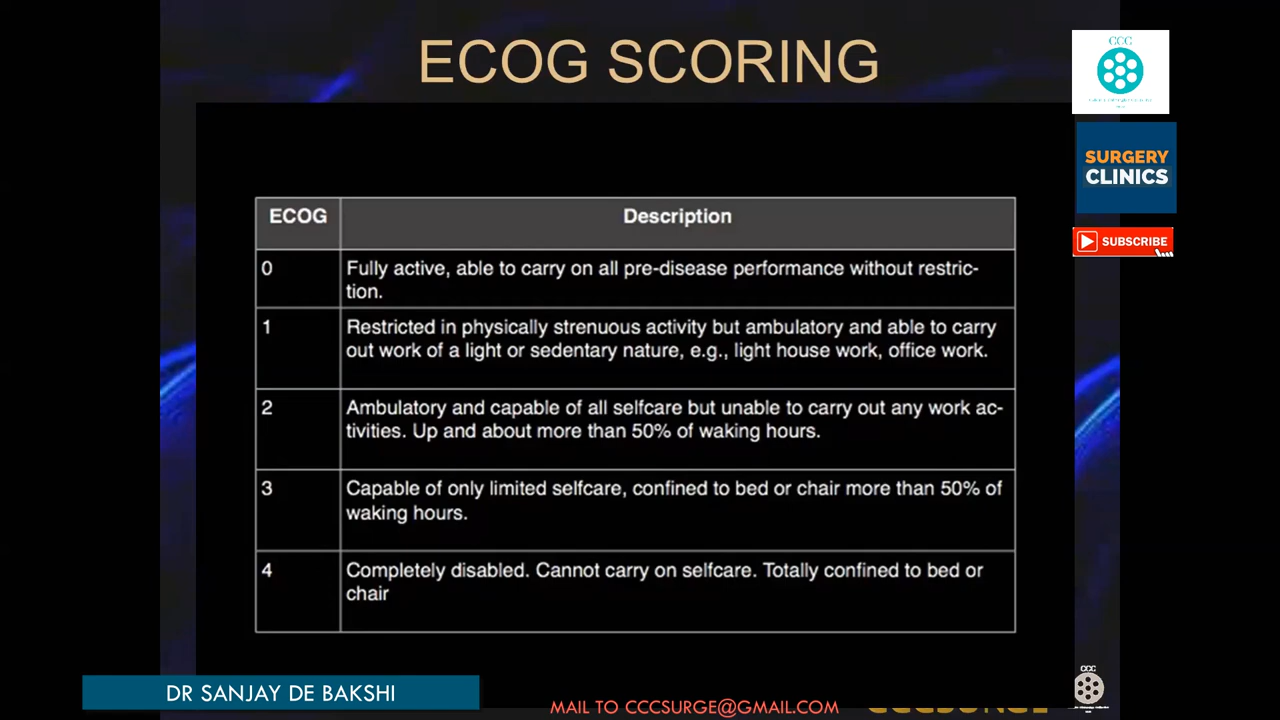 ECOG SCORING
CCC
SURGERY
CLINICS
SUBSCRIBE
ECOG Description
0 Fully active, able to carry on all pre-disease performance without restric-
tion.
1 Restricted in physically strenuous activity but ambulatory and able to carry
out work of a light or sedentary nature, e.g., light house work, office work.
2 Ambulatory and capable of all selfcare but unable to carry out any work ac-
tivities. Up and about more than 50% of waking hours.
3 Capable of only limited selfcare, confined to bed or chair more than 50% of
waking hours.
4 Completely disabled. Cannot carry on selfcare. Totally confined to bed or
chair
CCC
DR SANJAY DE BAKSHI
MAIL TO CCCSURGE@GMAIL.COM